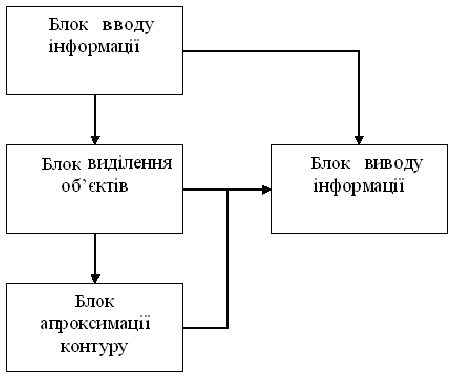 Блок вводу
інформації
Блок виділення
об’єктів
Блок виводу
інформації
Блок
апроксимації
контуру